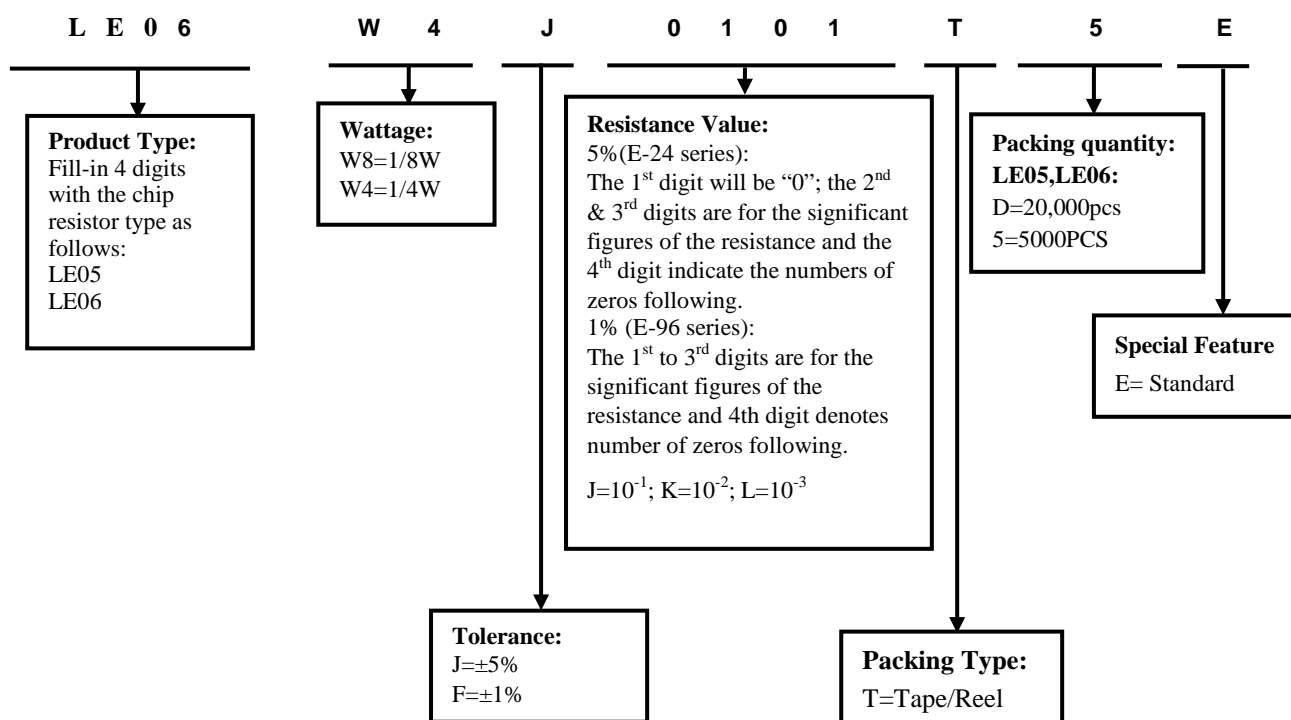 L E 0 6 W 4 J 0 1 0 1 T 5 E
Product Type:
Fill-in 4 digits
with the chip
resistor type as
follows:
LE05
LE06
Wattage:
W8=1/8W
W4=1/4W
Resistance Value:
5%(E-24 series):
The 1st digit will be “0”; the 2nd
& 3rd digits are for the significant
figures of the resistance and the
4th digit indicate the numbers of
zeros following.
1% (E-96 series):
The 1st to 3rd digits are for the
significant figures of the
resistance and 4th digit denotes
number of zeros following.
J=10-1; K=10-2; L=10-3
Packing quantity:
LE05,LE06:
D=20,000pcs
5=5000PCS
Special Feature
E= Standard
Tolerance:
J=±5%
F=±1%
Packing Type:
T=Tape/Reel